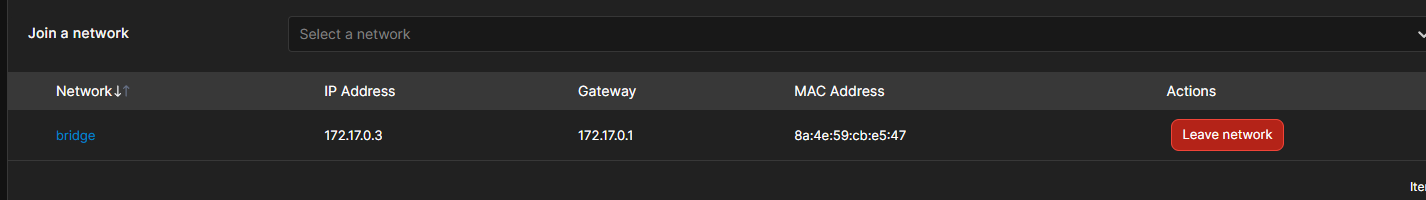 Join a network
Select a network
Network↓↑ IP Address Gateway MAC Address Actions
bridge 172.17.0.3 172.17.0.1 8a:4e:59:cb:e5:47 Leave network